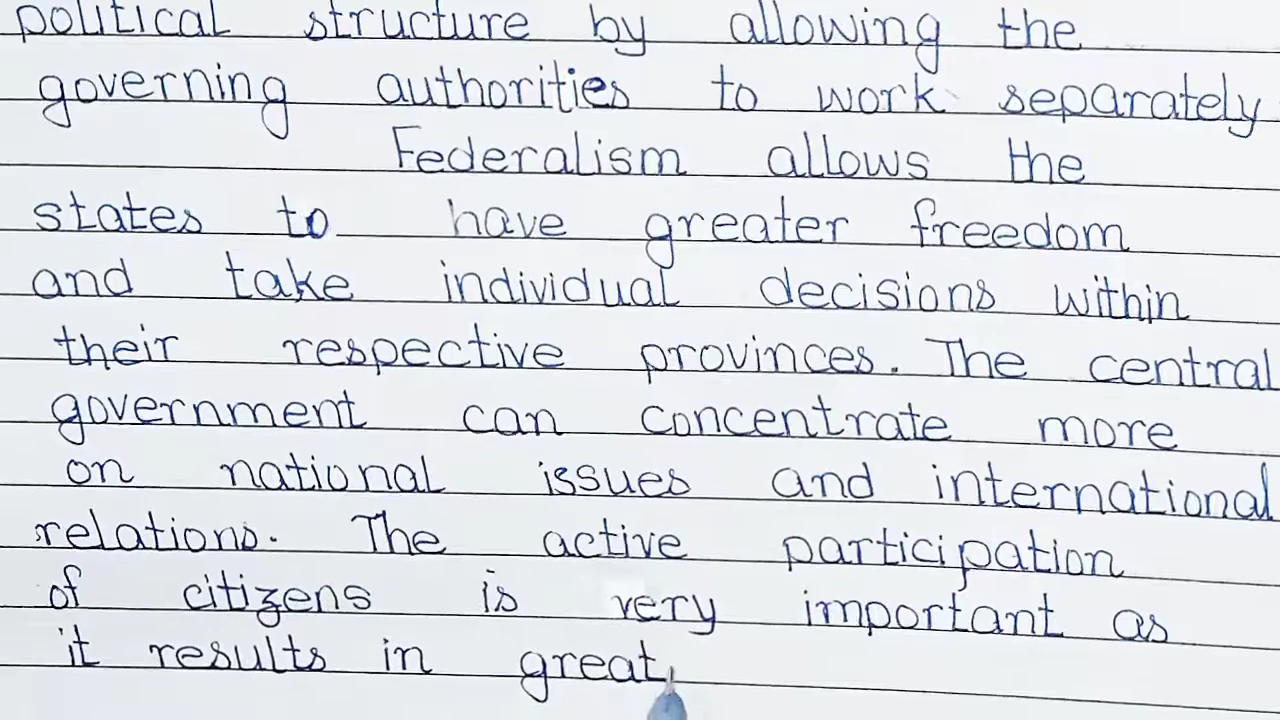 political structure by allowing the
governing authorities to work separately
Federalism allows the
states to have greater freedom
and take individual decisions within
their respective provinces. The central
government can concentrate more
on national issues and international
relations. The active participation
of citizens is very important as
it results in great